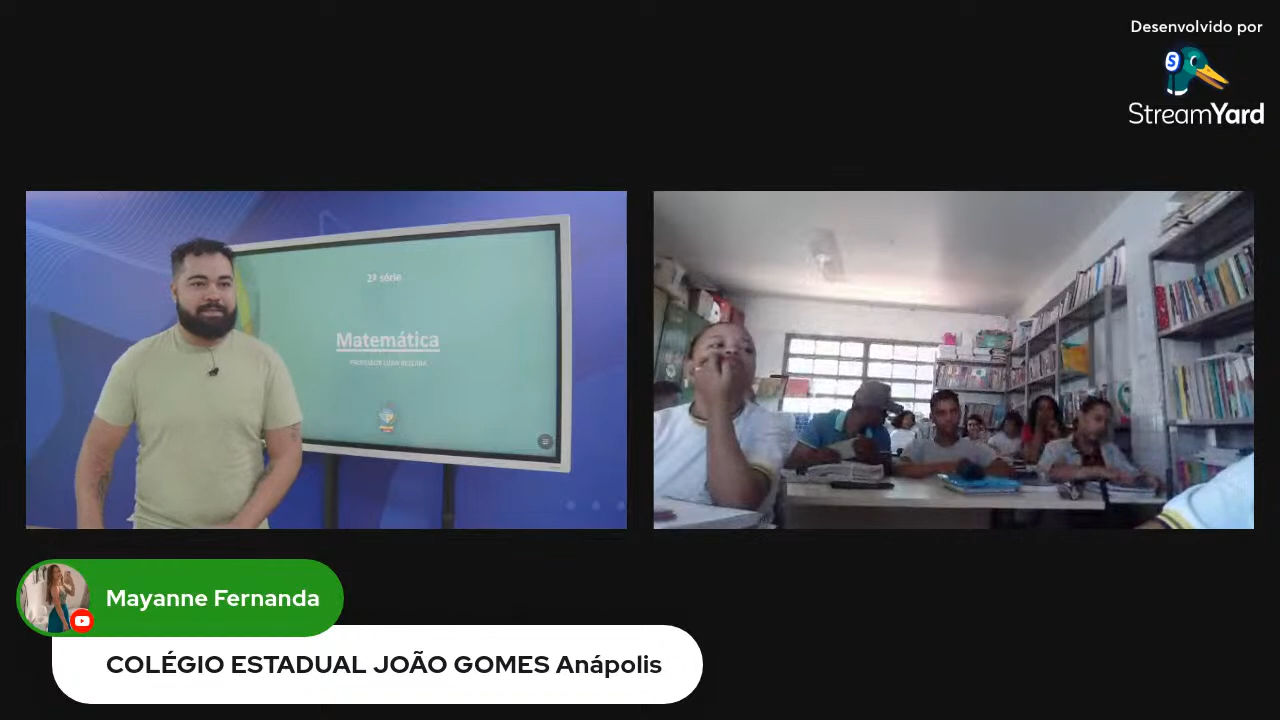 Desenvolvido por
StreamYard
2ª série
Matemática
Mayanne Fernanda
COLÉGIO ESTADUAL JOÃO GOMES Anápolis